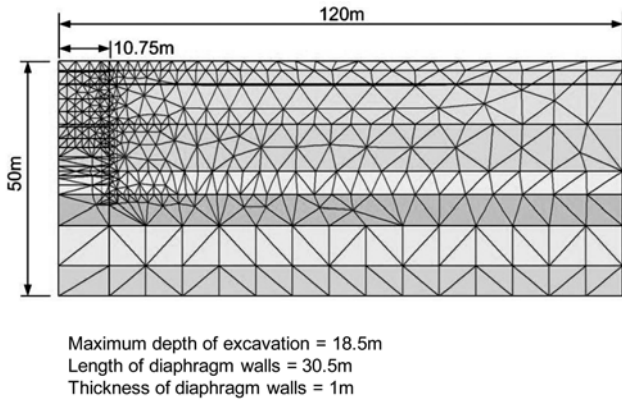 120m
10.75m
50m
Maximum depth of excavation = 18.5m
Length of diaphragm walls = 30.5m
Thickness of diaphragm walls = 1m